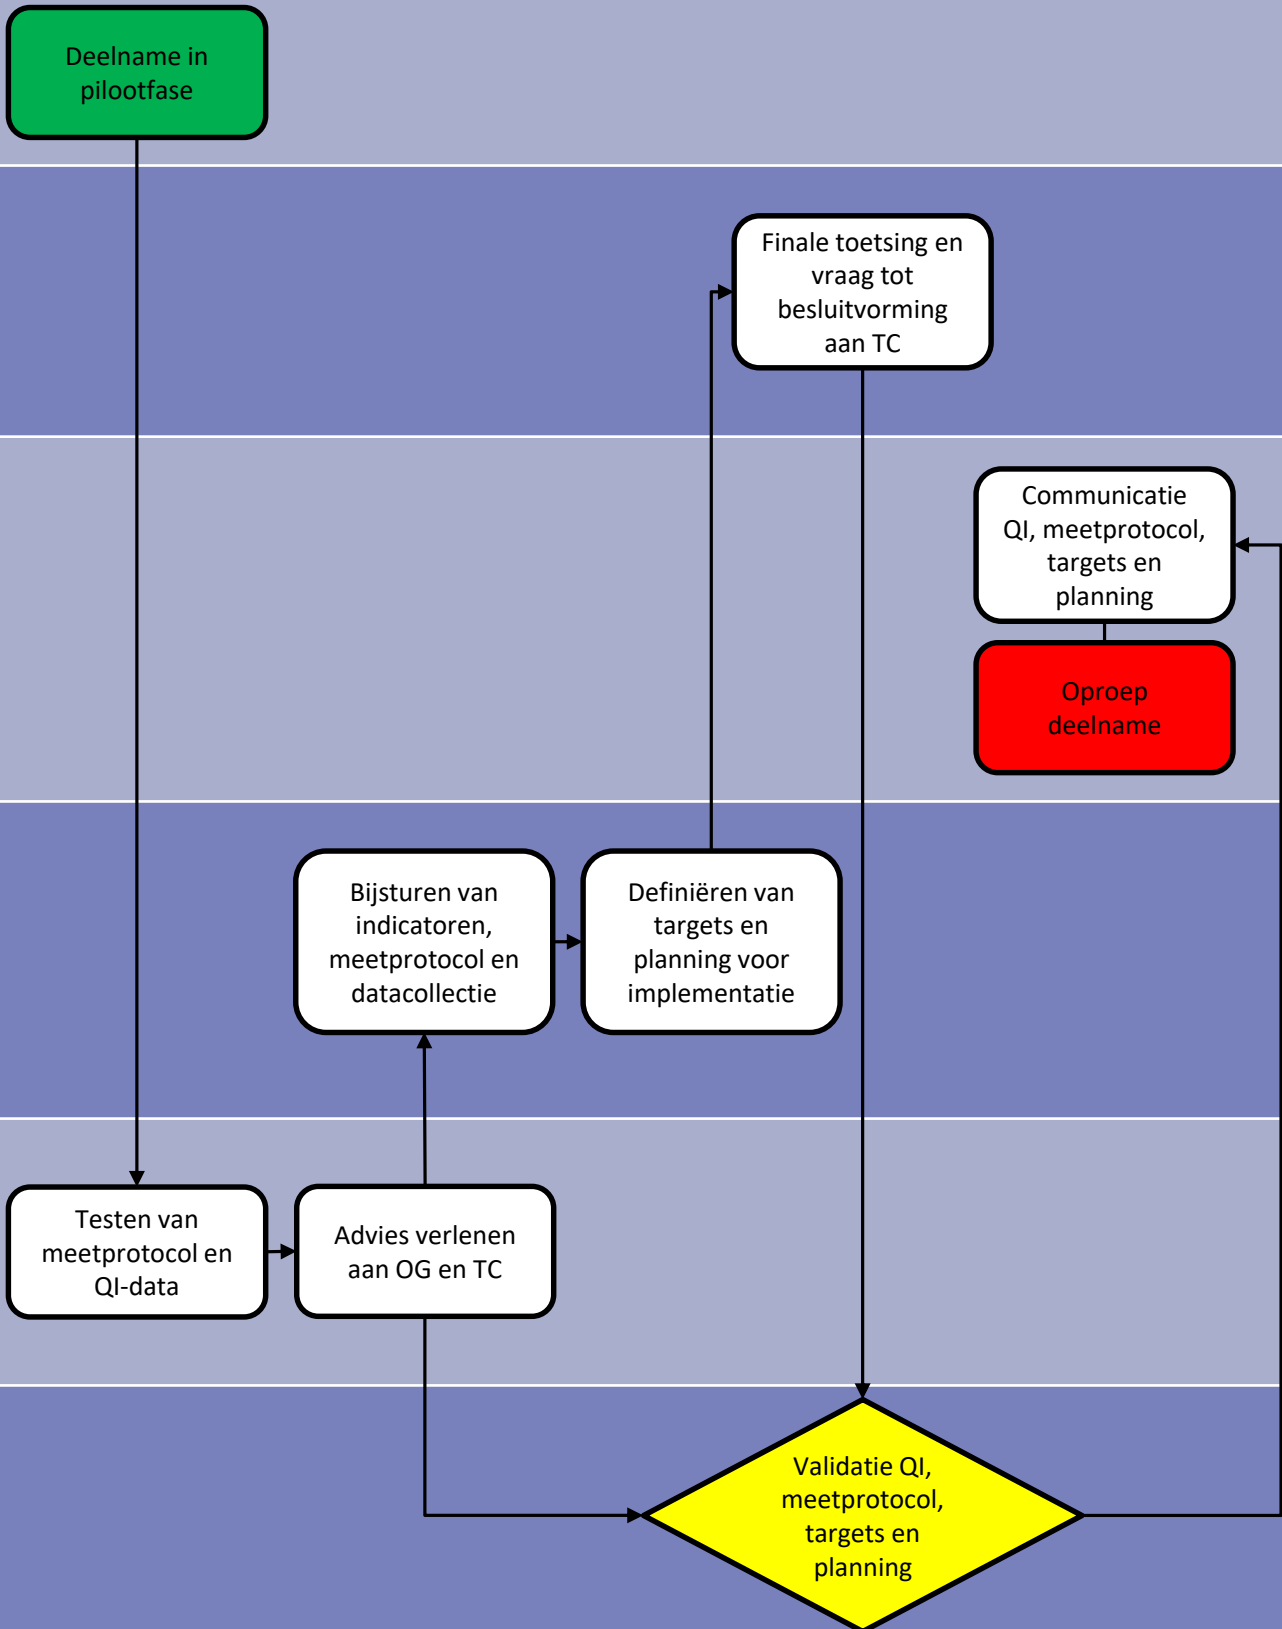 Deelname in
pilootfase
Finale toetsing en
vraag tot
besluitvorming
aan TC
Communicatie
QI, meetprotocol,
targets en
planning
Oproep
deelname
Bijsturen van
indicatoren,
meetprotocol en
datacollectie
Definiëren van
targets en
planning voor
implementatie
Testen van
meetprotocol en
QI-data
Advies verlenen
aan OG en TC
Validatie QI,
meetprotocol,
targets en
planning